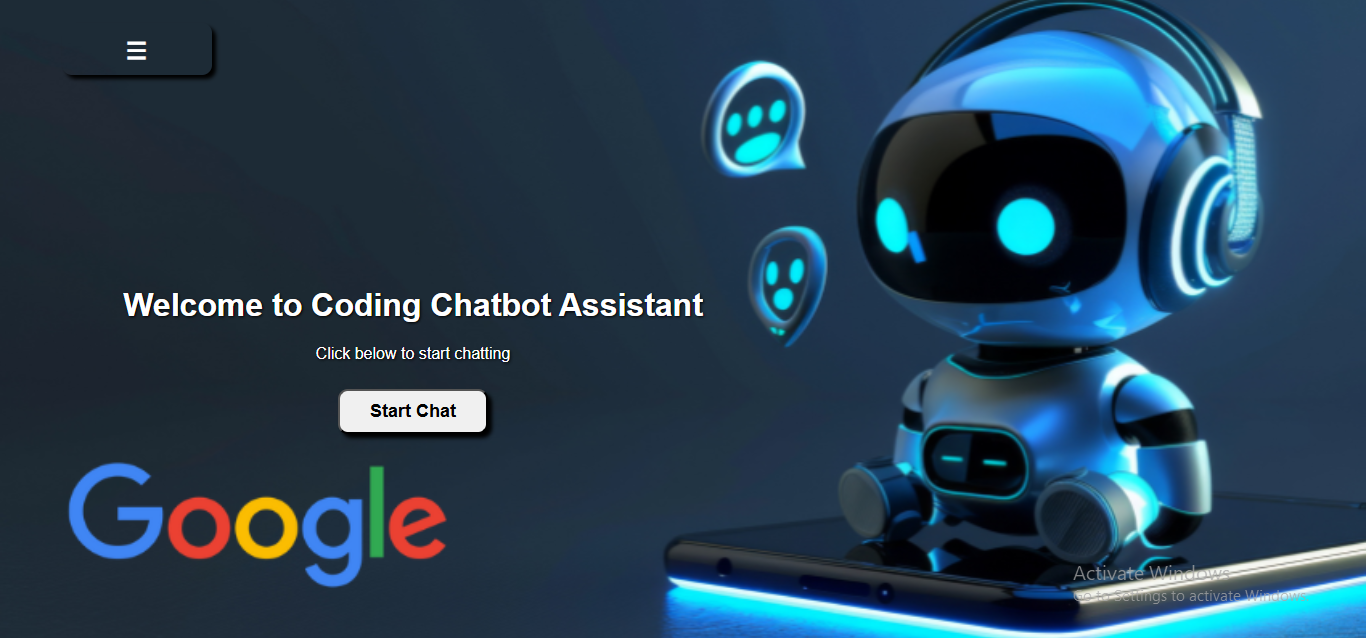 ☰
Welcome to Coding Chatbot Assistant
Click below to start chatting
Start Chat
Google
Activate Windows
Go to Settings to activate Windows.